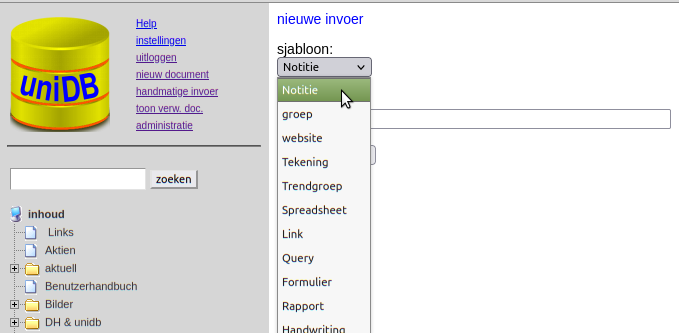 uniDB
Help
instellingen
uitloggen
nieuw document
handmatige invoer
toon verw. doc.
administratie
zoeken
inhoud
Links
Aktien
aktuell
Benutzerhandbuch
Bilder
DH & unidb
nieuwe invoer
sjabloon:
Notitie
Notitie
groep
website
Tekening
Trendgroep
Spreadsheet
Link
Query
Formulier
Rapport
Handwriting